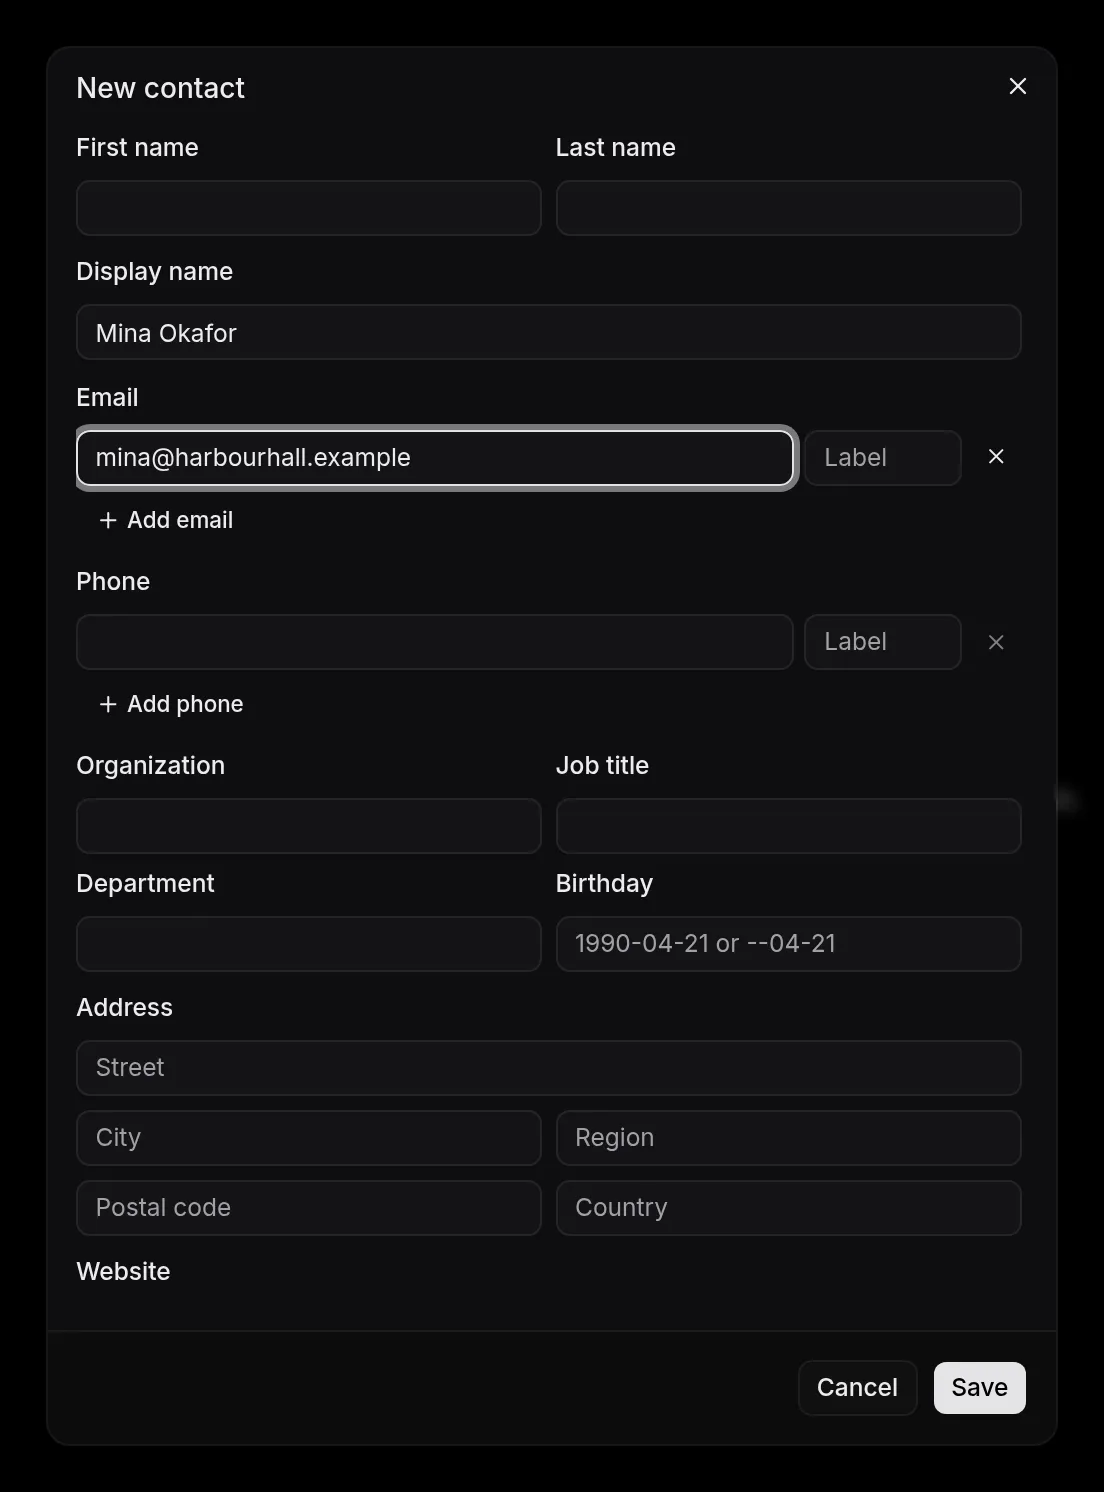 New contact
First name
Last name
Display name
Mina Okafor
Email
mina@harbourhall.example
Label
+ Add email
Phone
Label
+ Add phone
Organization
Job title
Department
Birthday
1990-04-21 or --04-21
Address
Street
City
Region
Postal code
Country
Website
Cancel
Save